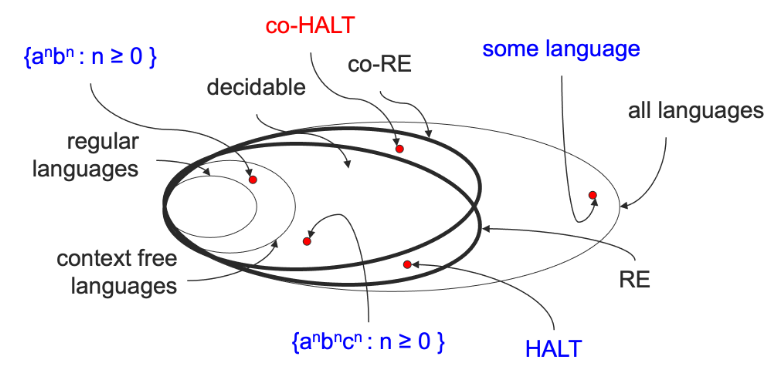 co-HALT
{aⁿbⁿ : n ≥ 0 }
some language
co-RE
decidable
all languages
regular
languages
context free
languages
RE
{aⁿbⁿcⁿ : n ≥ 0 }
HALT